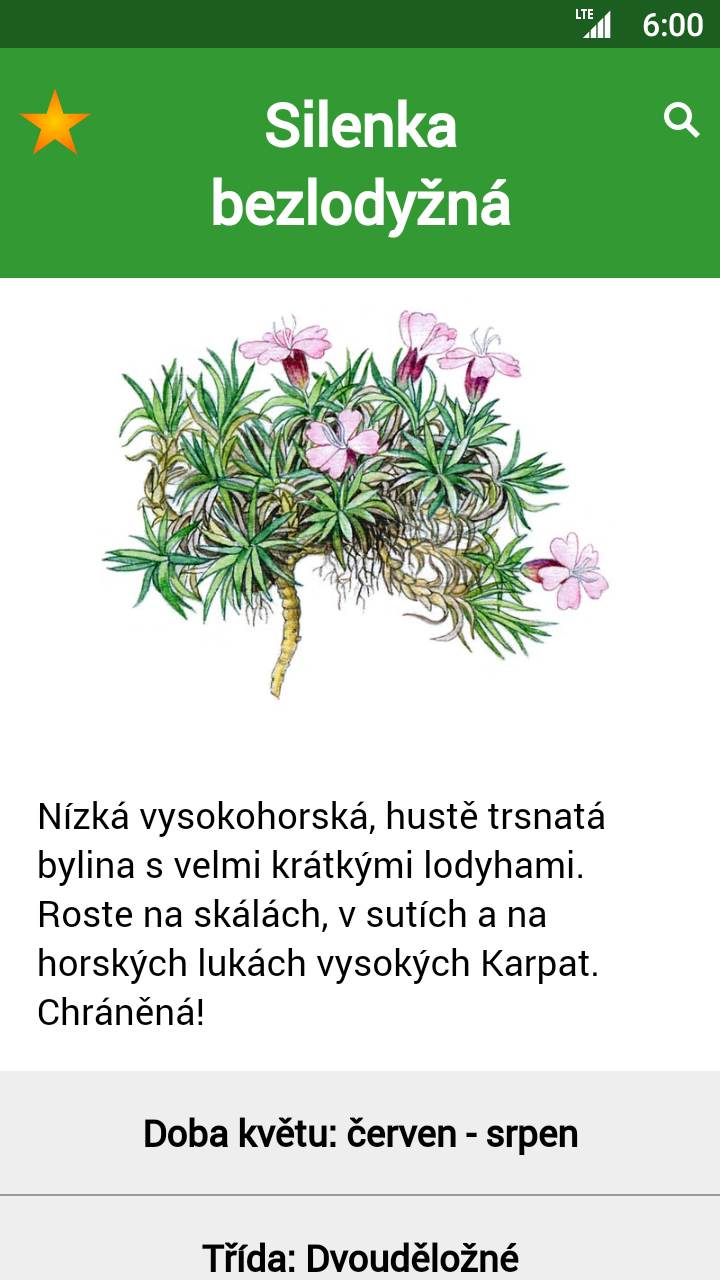 LTE
6:00
Silenka
bezlodyžná
Nízká vysokohorská, hustě trsnatá
bylina s velmi krátkými lodyhami.
Roste na skálách, v sutích a na
horských lukách vysokých Karpat.
Chráněná!
Doba květu: červen - srpen
Třída: Dvouděložné